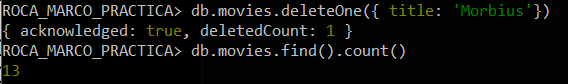 ROCA_MARCO_PRACTICA> db.movies.deleteOne({ title: 'Morbius'})
{ acknowledged: true, deletedCount: 1 }
ROCA_MARCO_PRACTICA> db.movies.find().count()
13